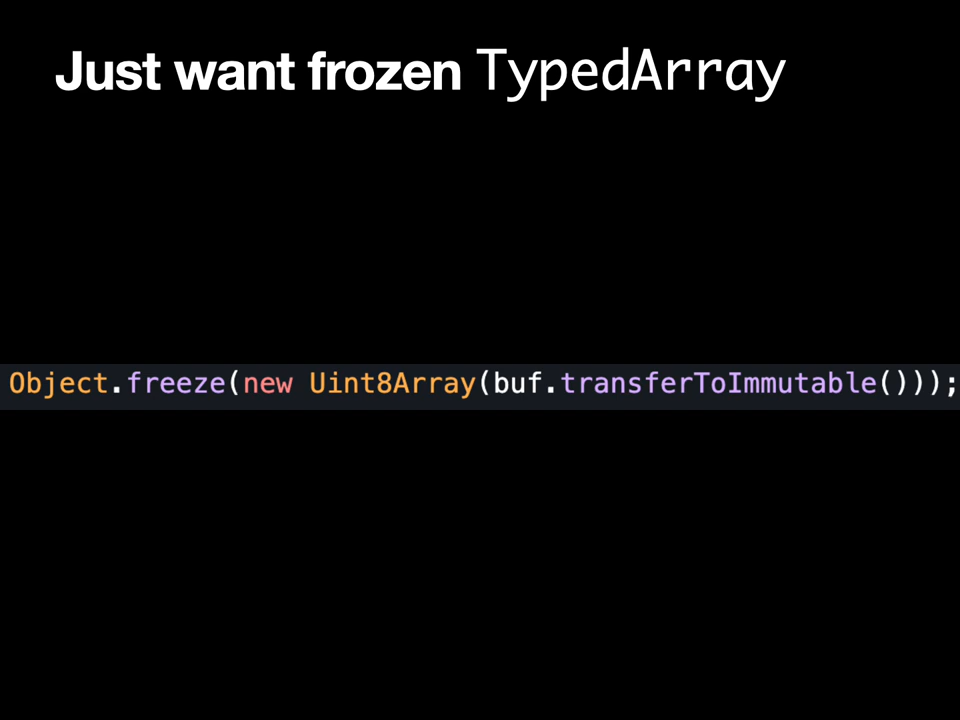 Just want frozen TypedArray
Object.freeze(new Uint8Array(buf.transferToImmutable()));